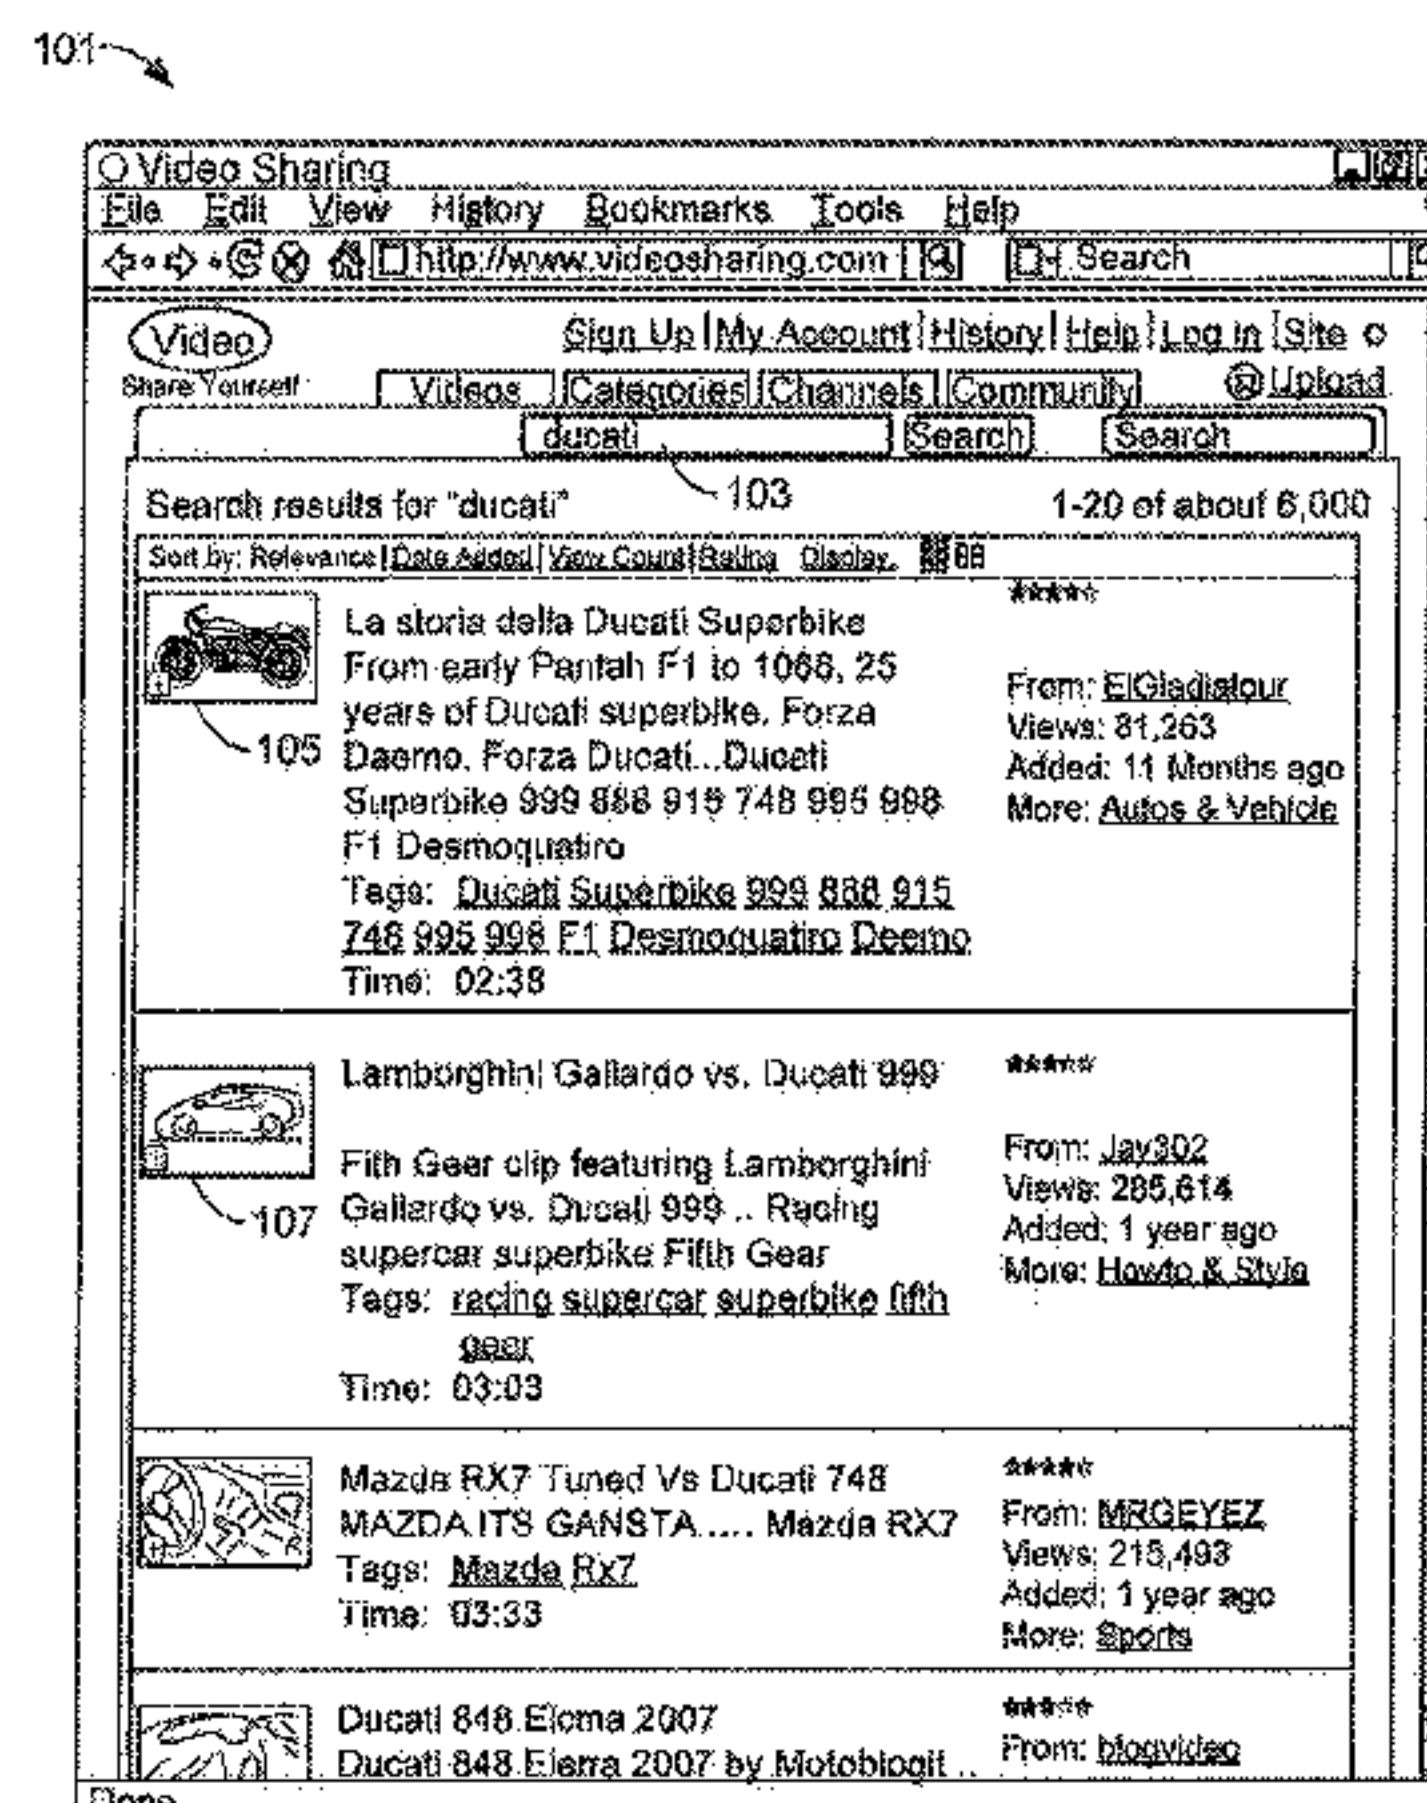 101
Video Sharing
File Edit View History Bookmarks Tools Help
http://www.videosharing.com Search
Video
Sign Up | My Account | History | Help | Log in | Site
Share Yourself
Videos Categories Channels Community Upload
ducati Search Search
103
Search results for "ducati" 1-20 of about 6,000
Sort by: Relevance | Date Added | View Count | Rating Display.
La storia della Ducati Superbike
From early Pantah F1 to 1068, 25
years of Ducati superbike. Forza
105
Daemo. Forza Ducati...Ducati
Superbike 999 888 916 748 995 998
F1 Desmoquatiro
Tags: Ducati Superbike 999 888 915
748 995 998 F1 Desmoquatiro Deemo
Time: 02:38
From: ElGladiatour
Views: 81,263
Added: 11 Months ago
More: Autos & Vehicle
Lamborghini Gallardo vs. Ducati 999
Fifth Gear clip featuring Lamborghini
107
Gallardo vs. Ducati 999 .. Racing
supercar superbike Fifth Gear
Tags: racing supercar superbike fifth
gear
Time: 03:03
From: Jay302
Views: 285,614
Added: 1 year ago
More: Howto & Style
Mazda RX7 Tuned Vs Ducati 748
MAZDA ITS GANSTA..... Mazda RX7
Tags: Mazda Rx7
Time: 03:33
From: MRGEYEZ
Views: 215,493
Added: 1 year ago
More: Sports
Ducati 848 2007
Ducati 848 2007 by Motoblogit ..
From: blogvideo
Done